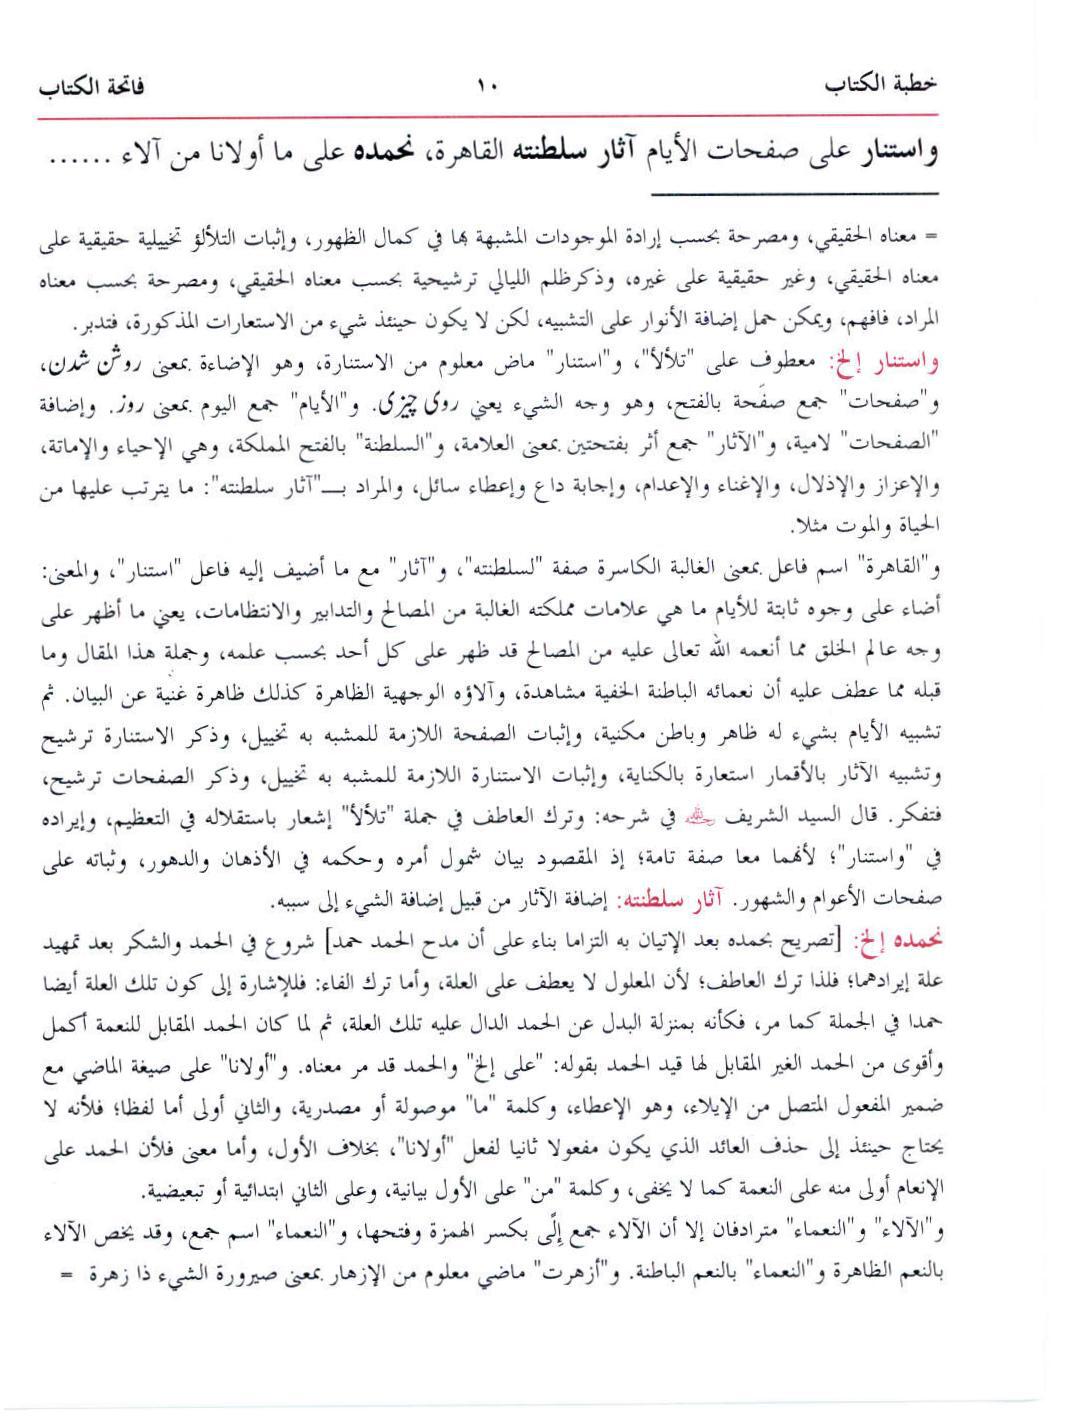 خطبة الكتاب ١٠ فاتحة الكتاب
واستنار على صفحات الأيام آثار سلطنته القاهرة، نحمده على ما أولانا من آلاء ......
= معناه الحقيقي، ومصرحة بحسب إرادة الموجودات المشبهة بها في كمال الظهور، وإثبات التلألؤ تخييلية حقيقية على
معناه الحقيقي، وغير حقيقية على غيره، وذكر ظلم الليالي ترشيحية بحسب معناه الحقيقي، ومصرحة بحسب معناه
المراد، فافهم، ويمكن حمل إضافة الأنوار على التشبيه، لكن لا يكون حينئذ شيء من الاستعارات المذكورة، فتدبر.
واستنار إلخ: معطوف على "تلألأ"، و"استنار" ماض معلوم من الاستنارة، وهو الإضاءة بمعنى روشن شدن،
و"صفحات" جمع صفَحة بالفتح، وهو وجه الشيء يعني روى چیزی. و"الأيام" جمع اليوم بمعنى روز. وإضافة
"الصفحات" لامية، و"الآثار" جمع أثر بفتحتين بمعنى العلامة، و"السلطنة" بالفتح المملكة، وهي الإحياء والإماتة،
والإعزاز والإذلال، والإغناء والإعدام، وإجابة داع وإعطاء سائل، والمراد بـ"آثار سلطنته": ما يترتب عليها من
الحياة والموت مثلا.
و"القاهرة" اسم فاعل بمعنى الغالبة الكاسرة صفة "لسلطنته"، و"آثار" مع ما أضيف إليه فاعل "استنار"، والمعنى:
أضاء على وجوه ثابتة للأيام ما هي علامات مملكته الغالبة من المصالح والتدابير والانتظامات، يعني ما أظهر على
وجه عالم الخلق مما أنعمه الله تعالى عليه من المصالح قد ظهر على كل أحد بحسب علمه، وجملة هذا المقال وما
قبله مما عطف عليه أن نعمائه الباطنة الخفية مشاهدة، وآلاؤه الوجهية الظاهرة كذلك ظاهرة غنية عن البيان. ثم
تشبيه الأيام بشيء له ظاهر وباطن مكنية، وإثبات الصفحة اللازمة للمشبه به تخييل، وذكر الاستنارة ترشيح
وتشبيه الآثار بالأقمار استعارة بالكناية، وإثبات الاستنارة اللازمة للمشبه به تخييل، وذكر الصفحات ترشيح،
فتفكر. قال السيد الشريف رحمه الله في شرحه: وترك العاطف في جملة "تلألأ" إشعار باستقلاله في التعظيم، وإيراده
في "واستنار"؛ لأنهما معا صفة تامة؛ إذ المقصود بيان شمول أمره وحكمه في الأذهان والدهور، وثباته على
صفحات الأعوام والشهور. آثار سلطنته: إضافة الآثار من قبيل إضافة الشيء إلى سببه.
نحمده إلخ: [تصريح بحمده بعد الإتيان به التزاما بناء على أن مدح الحمد حمد] شروع في الحمد والشكر بعد تمهيد
علة إيرادهما؛ فلذا ترك العاطف؛ لأن المعلول لا يعطف على العلة، وأما ترك الفاء: فللإشارة إلى كون تلك العلة أيضا
حمدا في الجملة كما مر، فكأنه بمنزلة البدل عن الحمد الدال عليه تلك العلة، ثم لما كان الحمد المقابل للنعمة أكمل
وأقوى من الحمد الغير المقابل لها قيد الحمد بقوله: "على إلخ" والحمد قد مر معناه. و"أولانا" على صيغة الماضي مع
ضمير المفعول المتصل من الإيلاء، وهو الإعطاء، وكلمة "ما" موصولة أو مصدرية، والثاني أولى أما لفظا؛ فلأنه لا
يحتاج حينئذ إلى حذف العائد الذي يكون مفعولا ثانيا لفعل "أولانا"، بخلاف الأول، وأما معنى فلأن الحمد على
الإنعام أولى منه على النعمة كما لا يخفى، وكلمة "من" على الأول بيانية، وعلى الثاني ابتدائية أو تبعيضية.
و"الآلاء" و"النعماء" مترادفان إلا أن الآلاء جمع إلًى بكسر الهمزة وفتحها، و"النعماء" اسم جمع، وقد يخص الآلاء
بالنعم الظاهرة و"النعماء" بالنعم الباطنة. و"أزهرت" ماضي معلوم من الإزهار بمعنى صيرورة الشيء ذا زهرة =